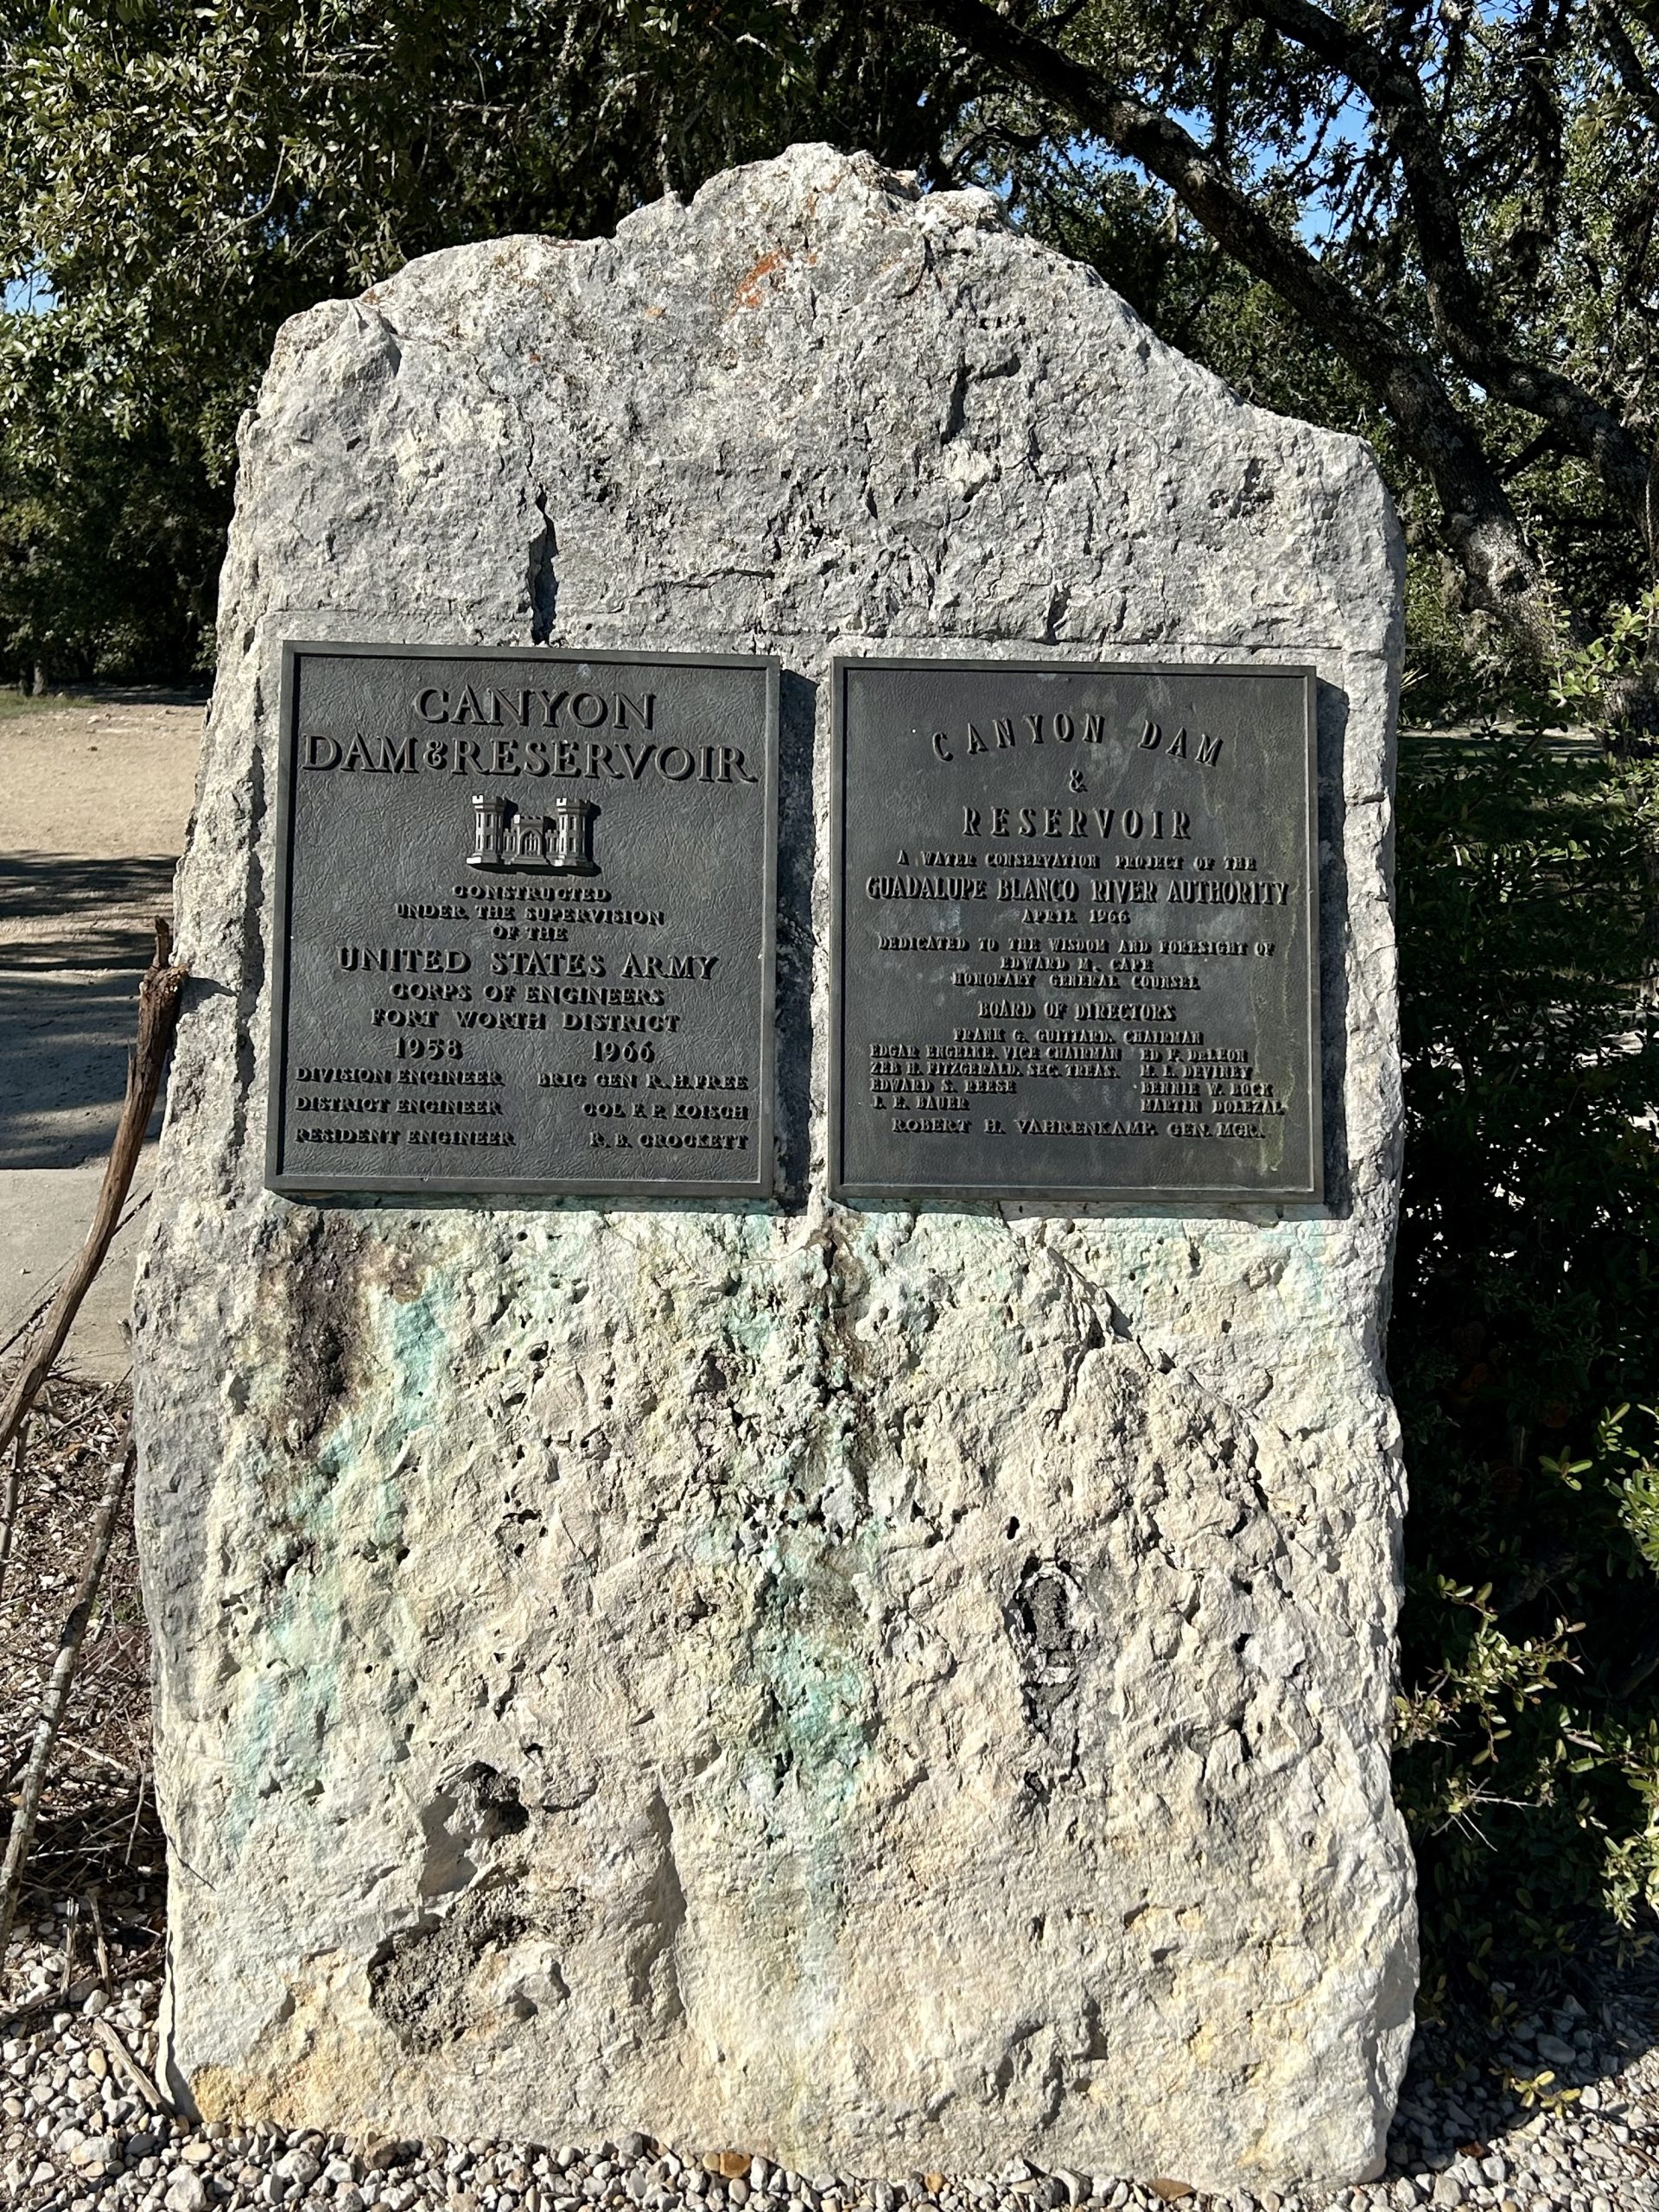 CANYON
DAM & RESERVOIR
CONSTRUCTED
UNDER THE SUPERVISION
OF THE
UNITED STATES ARMY
CORPS OF ENGINEERS
FORT WORTH DISTRICT
1958 1966
DIVISION ENGINEER BRIG GEN R. H. FREE
DISTRICT ENGINEER COL F. P. KOISCH
RESIDENT ENGINEER R. B. CROCKETT
CANYON DAM
&
RESERVOIR
A WATER CONSERVATION PROJECT OF THE
GUADALUPE BLANCO RIVER AUTHORITY
APRIL 1966
DEDICATED TO THE WISDOM AND FORESIGHT OF
EDWARD M. CAPE
HONORARY GENERAL COUNSEL
BOARD OF DIRECTORS
FRANK G. GUITTARD, CHAIRMAN
EDGAR ENGELKE, VICE CHAIRMAN ED F. DELEON
ZEB H. FITZGERALD, SEC. TREAS. M. L. DEVINEY
EDWARD S. REESE BERNIE W. BOCK
J. E. BAUER MARTIN DOLEZAL
ROBERT H. VAHRENKAMP, GEN. MGR.